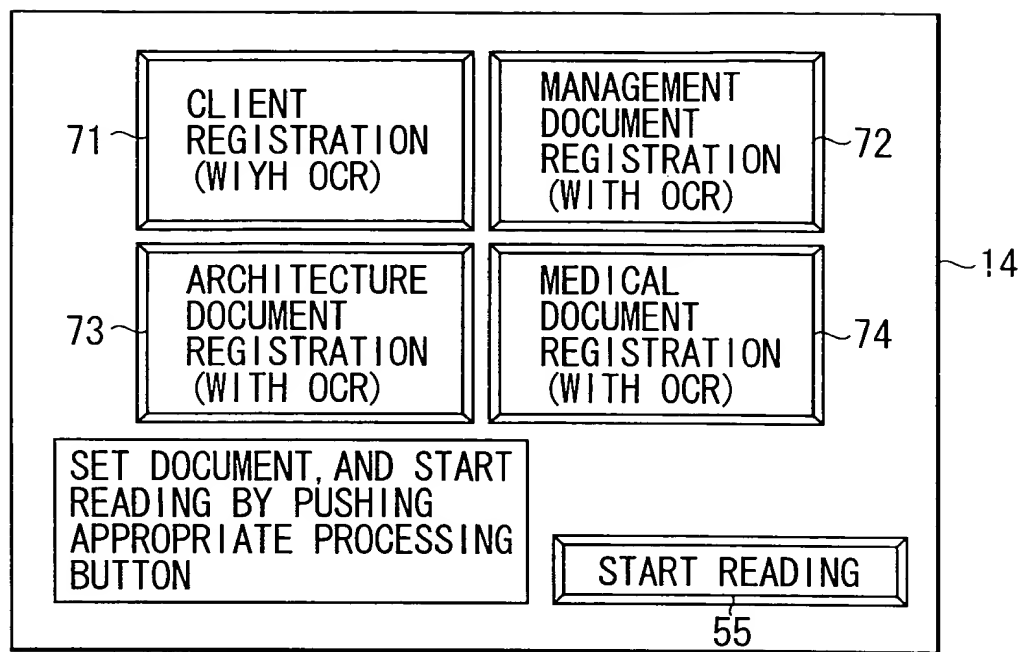 CLIENT
REGISTRATION
(WIYH OCR)
71
MANAGEMENT
DOCUMENT
REGISTRATION
(WITH OCR)
72
ARCHITECTURE
DOCUMENT
REGISTRATION
(WITH OCR)
73
MEDICAL
DOCUMENT
REGISTRATION
(WITH OCR)
74
14
SET DOCUMENT, AND START
READING BY PUSHING
APPROPRIATE PROCESSING
BUTTON
START READING
55